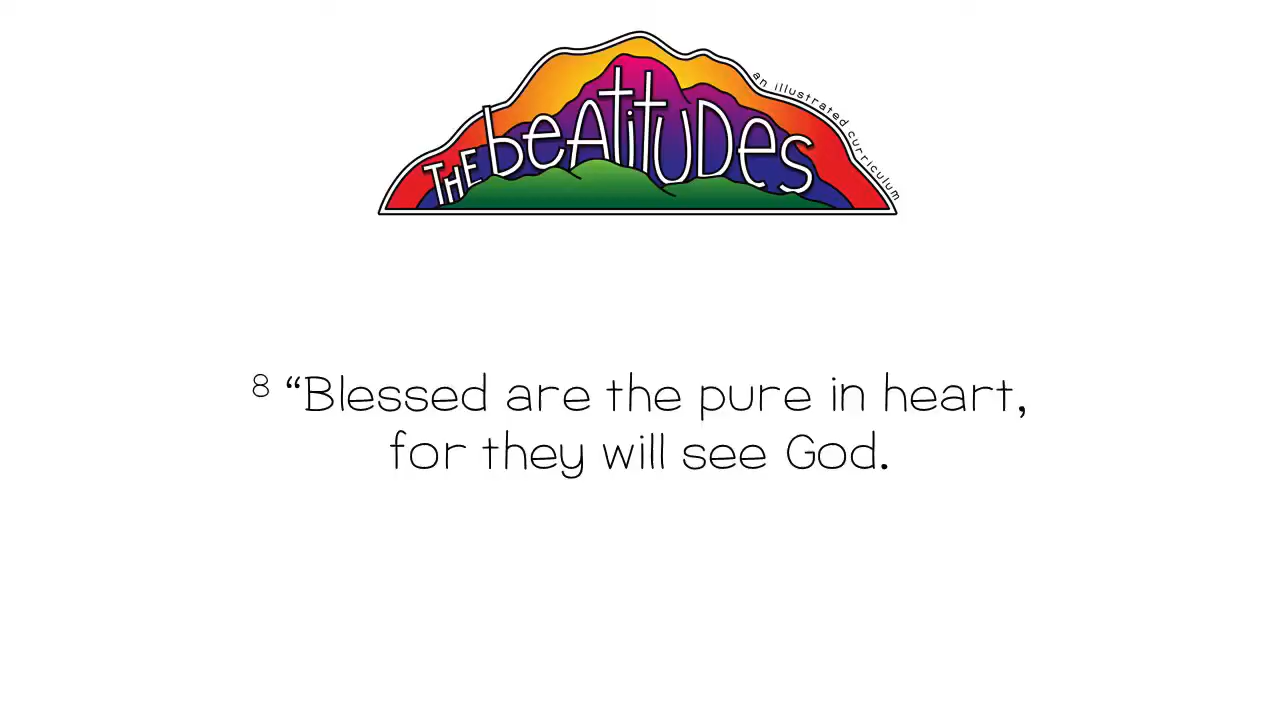 THE beAtitUDes
an illustrated curriculum
8 “Blessed are the pure in heart,
for they will see God.